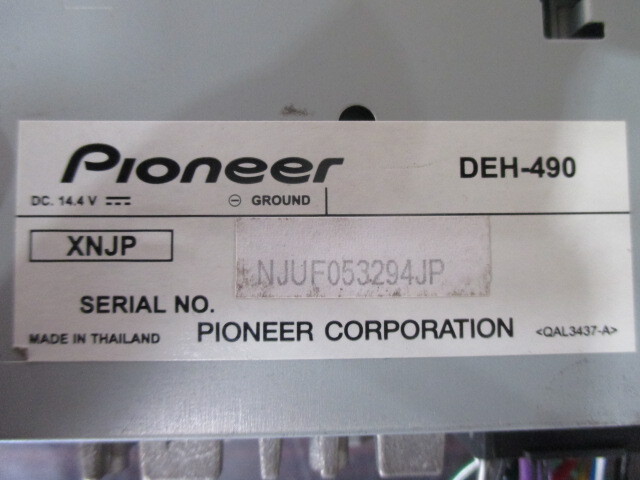 Pioneer DEH-490
DC. 14.4 V ⎓ ⊖ GROUND
XNJP
NJUF053294JP
SERIAL NO.
MADE IN THAILAND PIONEER CORPORATION <QAL3437-A>